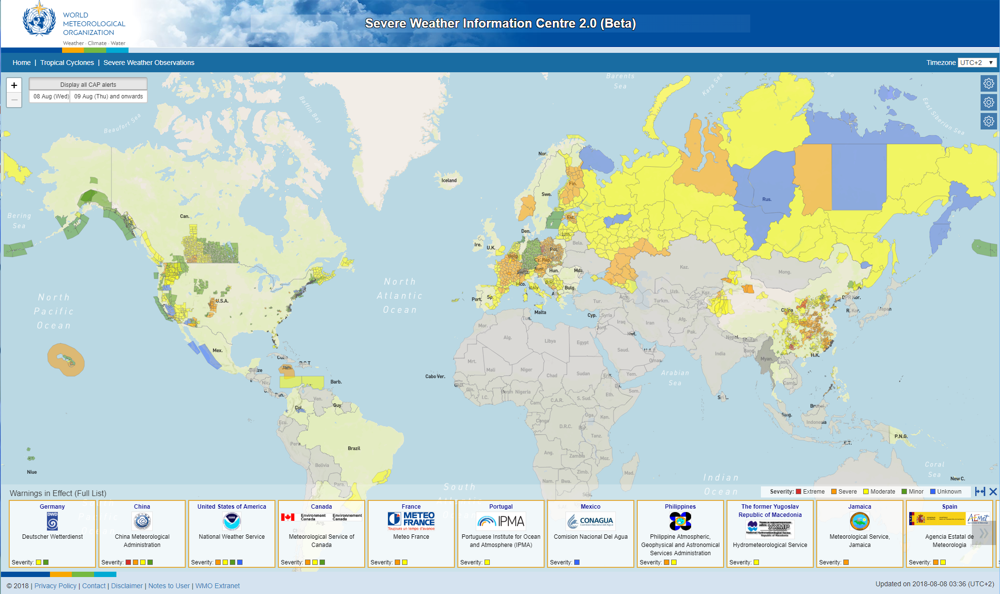 WORLD
METEOROLOGICAL
ORGANIZATION
Weather · Climate · Water
Severe Weather Information Centre 2.0 (Beta)
Home | Tropical Cyclones | Severe Weather Observations
Timezone UTC+2
+
−
Display all CAP alerts
08 Aug (Wed)
09 Aug (Thu) and onwards
Barents
Sea
Kara Sea
East Siberian Sea
Baffin Bay
Beaufort Sea
Nor.
Iceland
Fin.
Swe.
Rus.
Bering
Sea
Can.
Est.
Den.
Lith.
Ire.
U.K.
Bela.
Pol.
Belg.
Cz. Rep.
Aust.
Switz.
Hun.
Mda.
Kaz.
Mong.
North
Atlantic
Ocean
North
Pacific
Ocean
Mco.
Italy
B.H.
Bulg.
Alb.
Port.
Sp.
U.S.A.
Arm.
Uzb.
Kgz.
Tur.
Turkm.
Tjk.
DPR Kor.
R. Kor.
Japan
China
Malta
Tun.
Cyp.
Syria
Iraq
Iran
Afg.
Jord.
Mor.
Alg.
Libya
Egypt
Kwt.
Pak.
Nepal
Bhutan
Bang.
Saud.
U.A.E.
India
Mex.
Cuba
B.C.T
H.K.
Myan.
Laos
Oman
Mrt.
Mali
Niger
Chad
Sudan
Eri.
Yem.
Arabian
Sea
Belize
Jam.
Cabo Ver.
Barb.
Nic.
C.R.
Pan.
GnB.
Gin.
I.C.
Benin
Nigeria
Cam.
C.A.R.
S. Sud.
Eth.
Dji.
Som.
Camb.
Sri L.
Ven.
Guy.
Col.
Brun.
Sing.
Indonesia
Ecu.
Uga.
Ken.
Congo
D.R.C.
Bur.
Tanz.
Peru
Brazil
P.N.G.
E.T.
Ang.
Zambia
Moz.
Bolivia
Niue
Zimb.
Mad.
Nam.
Bwa.
Coral
Sea
New C.
Para.
South
Atlantic
Ocean
Indian
Ocean
Warnings in Effect (Full List)
Severity: Extreme Severe Moderate Minor Unknown
South
Pacific
Ocean
Arg.
Germany
DWD
Deutscher Wetterdienst
Severity:
China
China Meteorological
Administration
Severity:
United States of America
National Weather Service
Severity:
Canada
Environment
Canada
Environnement
Canada
Meteorological Service of
Canada
Severity:
France
METEO
FRANCE
Toujours un temps d'avance
Meteo France
Severity:
Portugal
IPMA
Portuguese Institute for Ocean
and Atmosphere (IPMA)
Severity:
Mexico
CONAGUA
Comisión Nacional del Agua
Comision Nacional Del Agua
Severity:
Philippines
Philippine Atmospheric,
Geophysical and Astronomical
Services Administration
Severity:
The former Yugoslav
Republic of Macedonia
УХМР
National Hydrometeorological Service
Republic of Macedonia
Hydrometeorological Service
Severity:
Jamaica
Meteorological Service,
Jamaica
Severity:
Spain
AEMet
Agencia Estatal de
Meteorologia
Severity:
© 2018 | Privacy Policy | Contact | Disclaimer | Notes to User | WMO Extranet
Updated on 2018-08-08 03:36 (UTC+2)